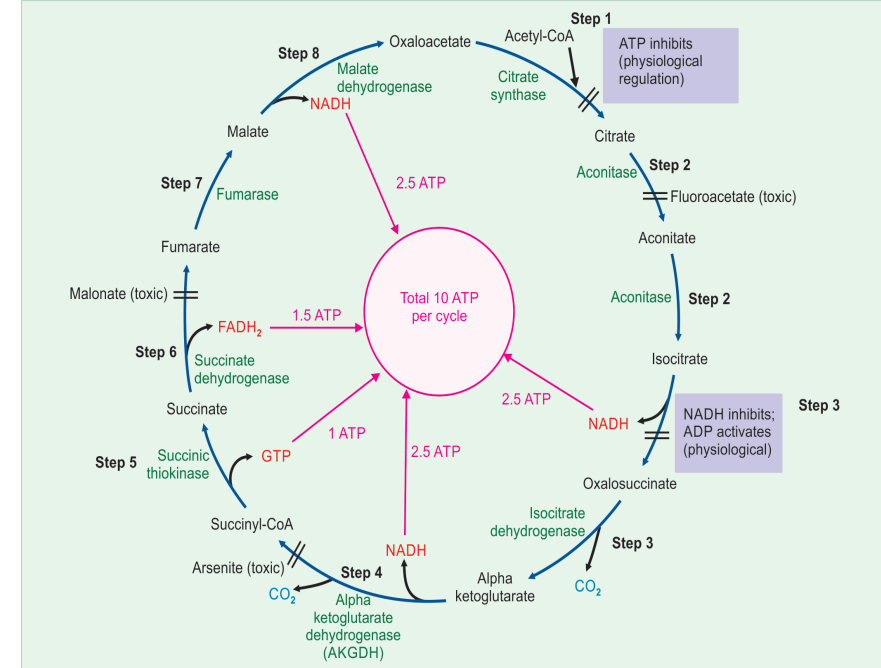 Step 1
Acetyl-CoA
Oxaloacetate
Step 8
ATP inhibits
(physiological
regulation)
Malate
dehydrogenase
Citrate
synthase
NADH
Malate
Citrate
Step 2
Aconitase
Step 7
Fumarase
2.5 ATP
Fluoroacetate (toxic)
Fumarate
Aconitate
Malonate (toxic)
Total 10 ATP
per cycle
Aconitase
Step 2
1.5 ATP
FADH2
Step 6
Succinate
dehydrogenase
Isocitrate
Succinate
2.5 ATP
NADH
NADH inhibits;
ADP activates
(physiological)
Step 3
1 ATP
2.5 ATP
Step 5
Succinic
thiokinase
GTP
Oxalosuccinate
Succinyl-CoA
Isocitrate
dehydrogenase
Step 3
NADH
Arsenite (toxic)
Step 4
CO2
Alpha
ketoglutarate
CO2
Alpha
ketoglutarate
dehydrogenase
(AKGDH)